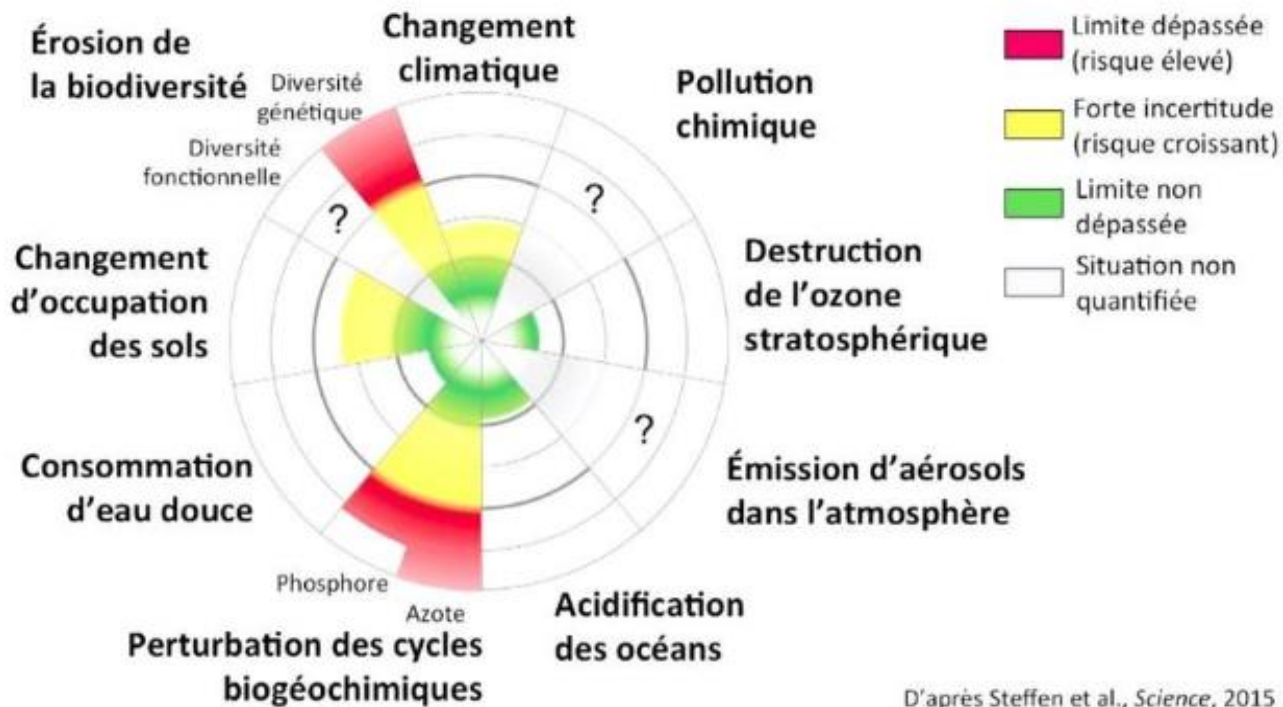 Changement
climatique
Érosion de
la biodiversité
Diversité
génétique
Diversité
fonctionnelle
?
Pollution
chimique
?
Changement
d'occupation
des sols
Destruction
de l'ozone
stratosphérique
Consommation
d'eau douce
?
Émission d'aérosols
dans l'atmosphère
Phosphore
Azote
Perturbation des cycles
biogéochimiques
Acidification
des océans
Limite dépassée
(risque élevé)
Forte incertitude
(risque croissant)
Limite non
dépassée
Situation non
quantifiée
D'après Steffen et al., Science, 2015